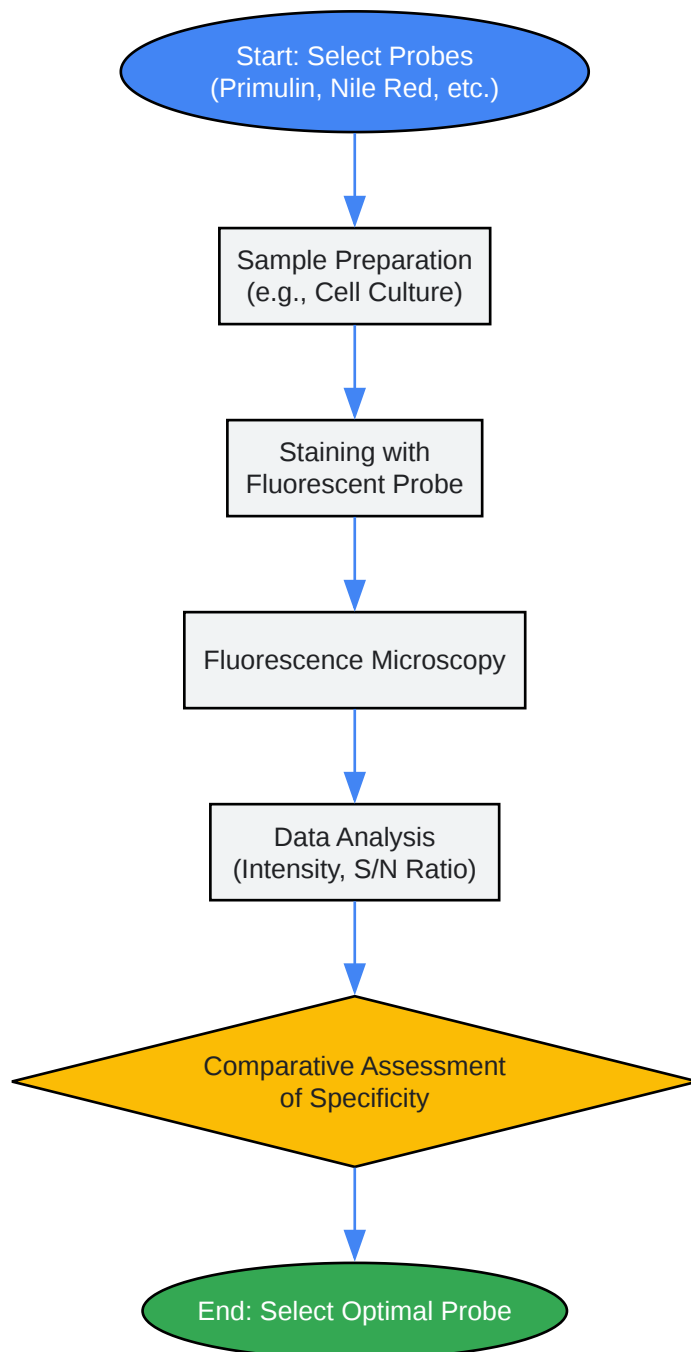 Start: Select Probes
(Primulin, Nile Red, etc.)
Sample Preparation
(e.g., Cell Culture)
Staining with
Fluorescent Probe
Fluorescence Microscopy
Data Analysis
(Intensity, S/N Ratio)
Comparative Assessment
of Specificity
End: Select Optimal Probe